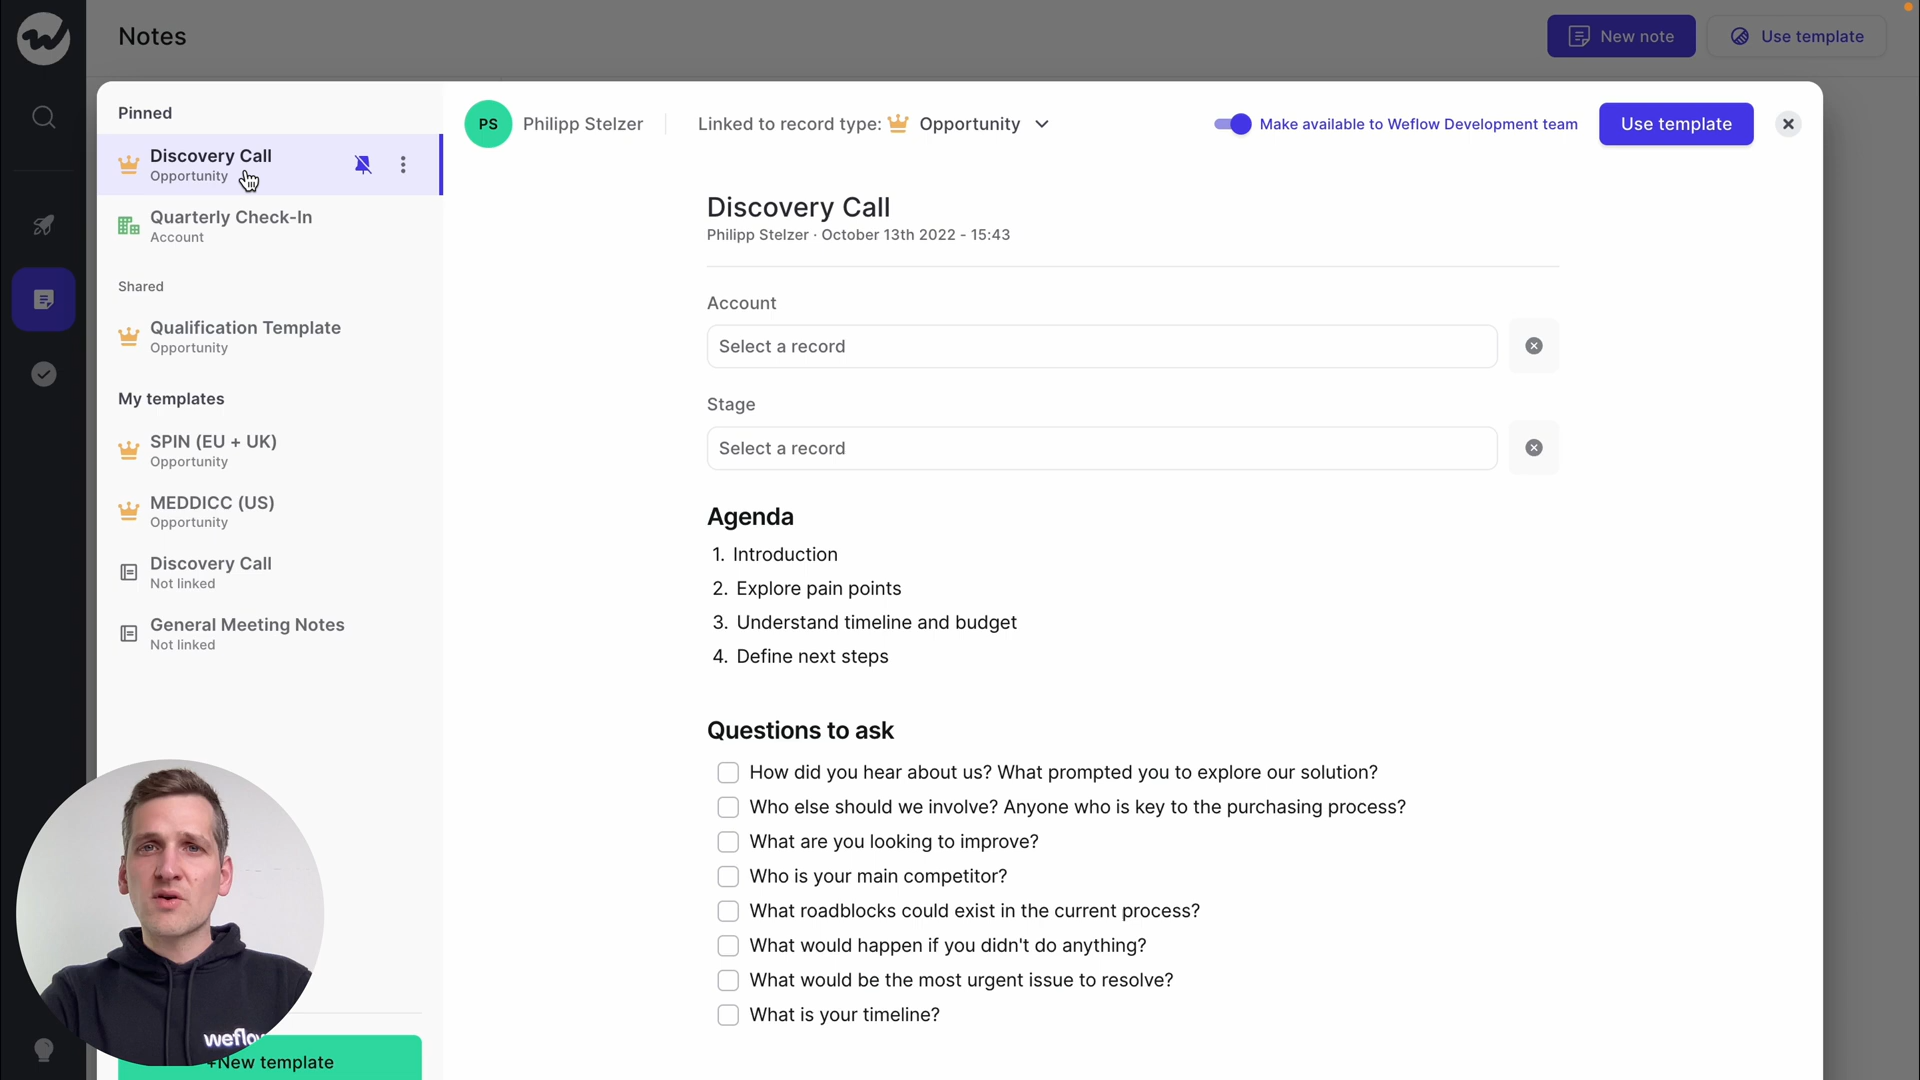 Notes
New note
Use template
Pinned
Discovery Call
Opportunity
Quarterly Check-In
Account
Shared
Qualification Template
Opportunity
My templates
SPIN (EU + UK)
Opportunity
MEDDICC (US)
Opportunity
Discovery Call
Not linked
General Meeting Notes
Not linked
weflow
+New template
PS
Philipp Stelzer
Linked to record type: Opportunity
Make available to Weflow Development team
Use template
Discovery Call
Philipp Stelzer · October 13th 2022 - 15:43
Account
Select a record
Stage
Select a record
Agenda
1. Introduction
2. Explore pain points
3. Understand timeline and budget
4. Define next steps
Questions to ask
How did you hear about us? What prompted you to explore our solution?
Who else should we involve? Anyone who is key to the purchasing process?
What are you looking to improve?
Who is your main competitor?
What roadblocks could exist in the current process?
What would happen if you didn't do anything?
What would be the most urgent issue to resolve?
What is your timeline?